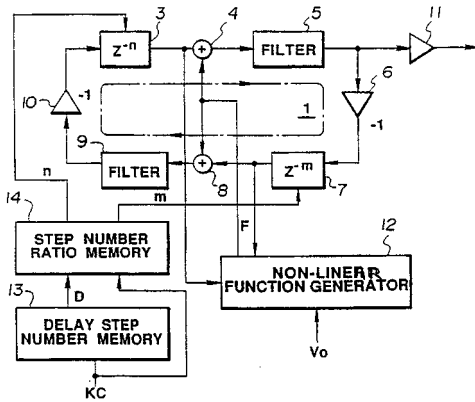 3
4
5
11
Z-n
FILTER
6
10
-1
1
-1
9
FILTER
8
Z-m
7
n
m
14
F
12
STEP NUMBER
RATIO MEMORY
NON-LINERR
FUNCTION GENERATOR
13
D
DELAY STEP
NUMBER MEMORY
Vo
KC